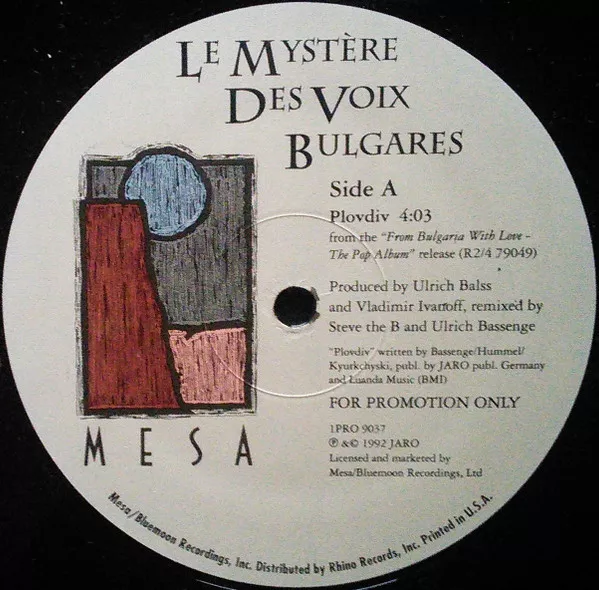 LE MYSTÈRE
DES VOIX
BULGARES
Side A
Plovdiv 4:03
from the "From Bulgaria With Love -
The Pop Album" release (R2/4 79049)
Produced by Ulrich Balss
and Vladimir Ivanoff, remixed by
Steve the B and Ulrich Bassenge
"Plovdiv" written by Bassenge/Hummel/
Kyurkchyski, publ. by JARO publ. Germany
and Luanda Music (BMI)
FOR PROMOTION ONLY
1PRO 9037
℗ &© 1992 JARO
Licensed and marketed by
Mesa/Bluemoon Recordings, Ltd
MESA
Mesa/Bluemoon Recordings, Inc. Distributed by Rhino Records, Inc. Printed in U.S.A.